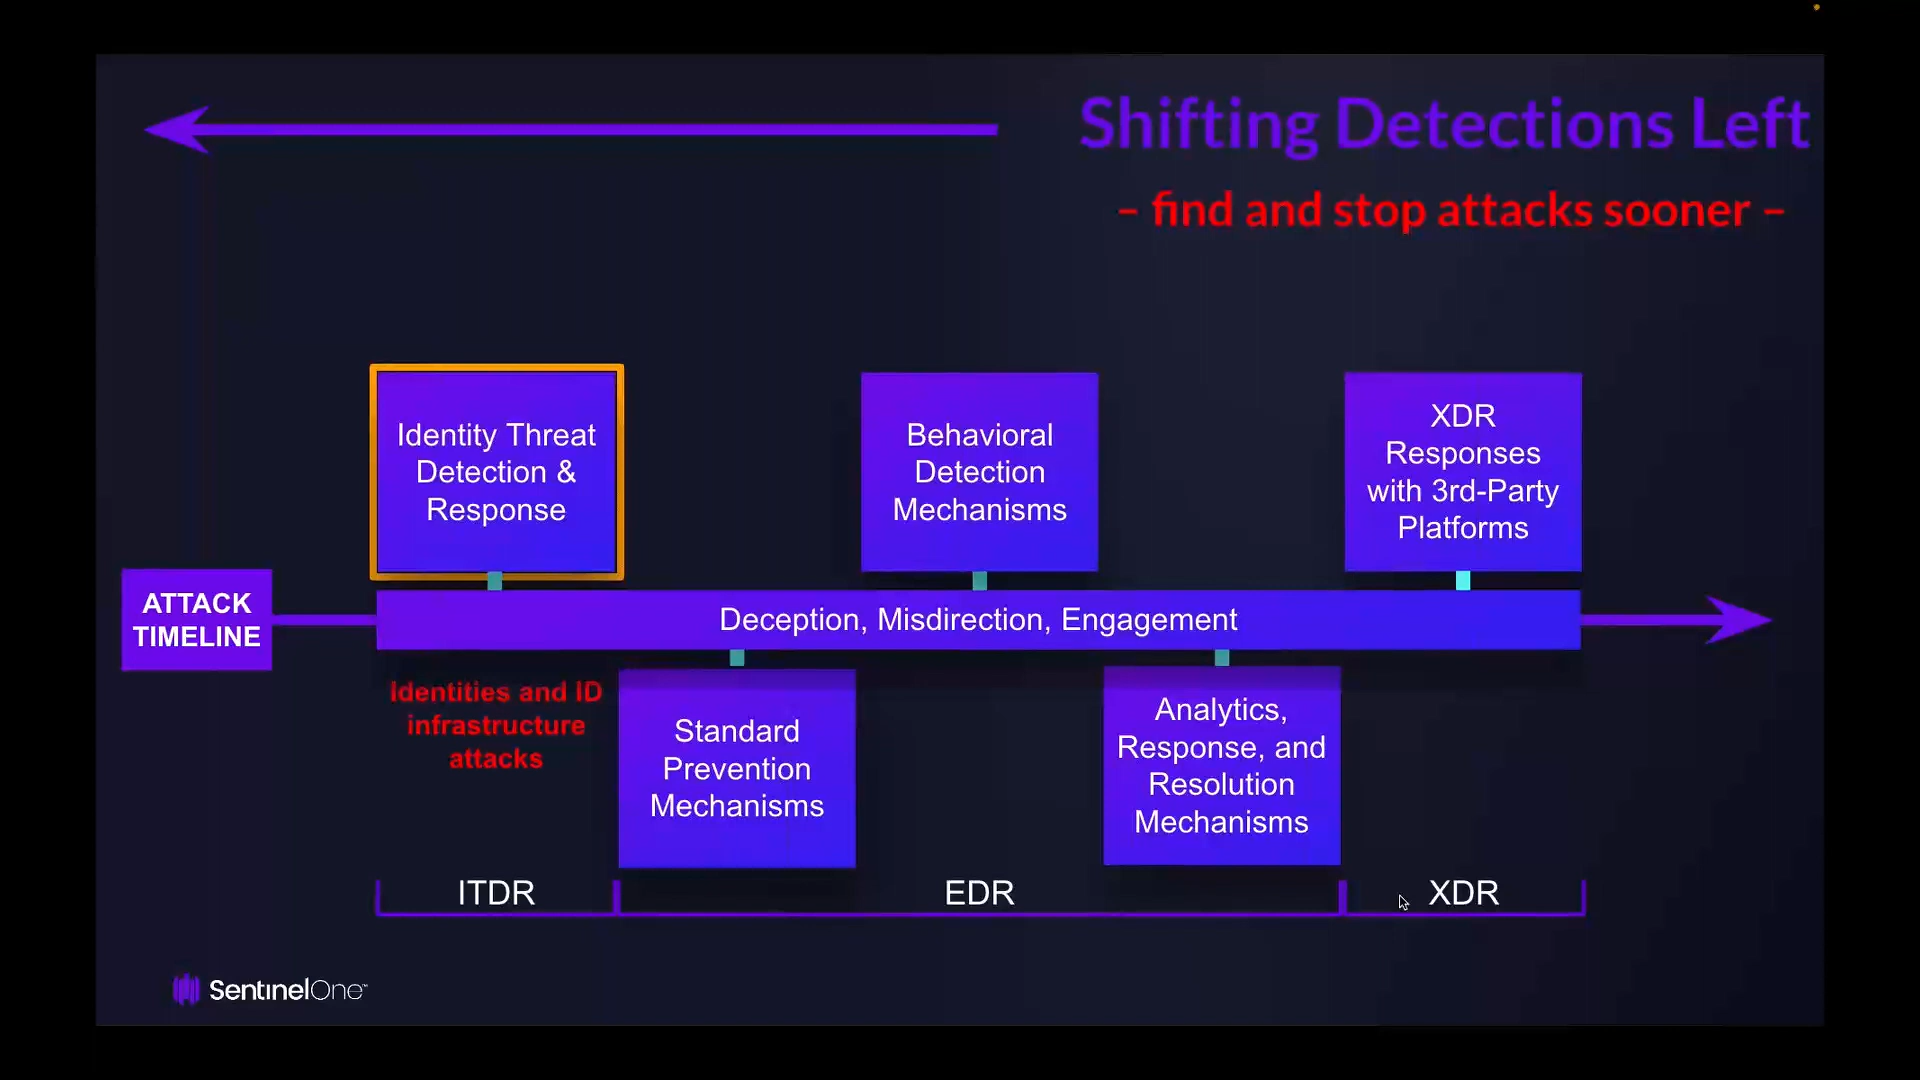 Shifting Detections Left
– find and stop attacks sooner –
Identity Threat
Detection &
Response
Behavioral
Detection
Mechanisms
XDR
Responses
with 3rd-Party
Platforms
ATTACK
TIMELINE
Deception, Misdirection, Engagement
Identities and ID
infrastructure
attacks
Standard
Prevention
Mechanisms
Analytics,
Response, and
Resolution
Mechanisms
ITDR
EDR
XDR
SentinelOne™